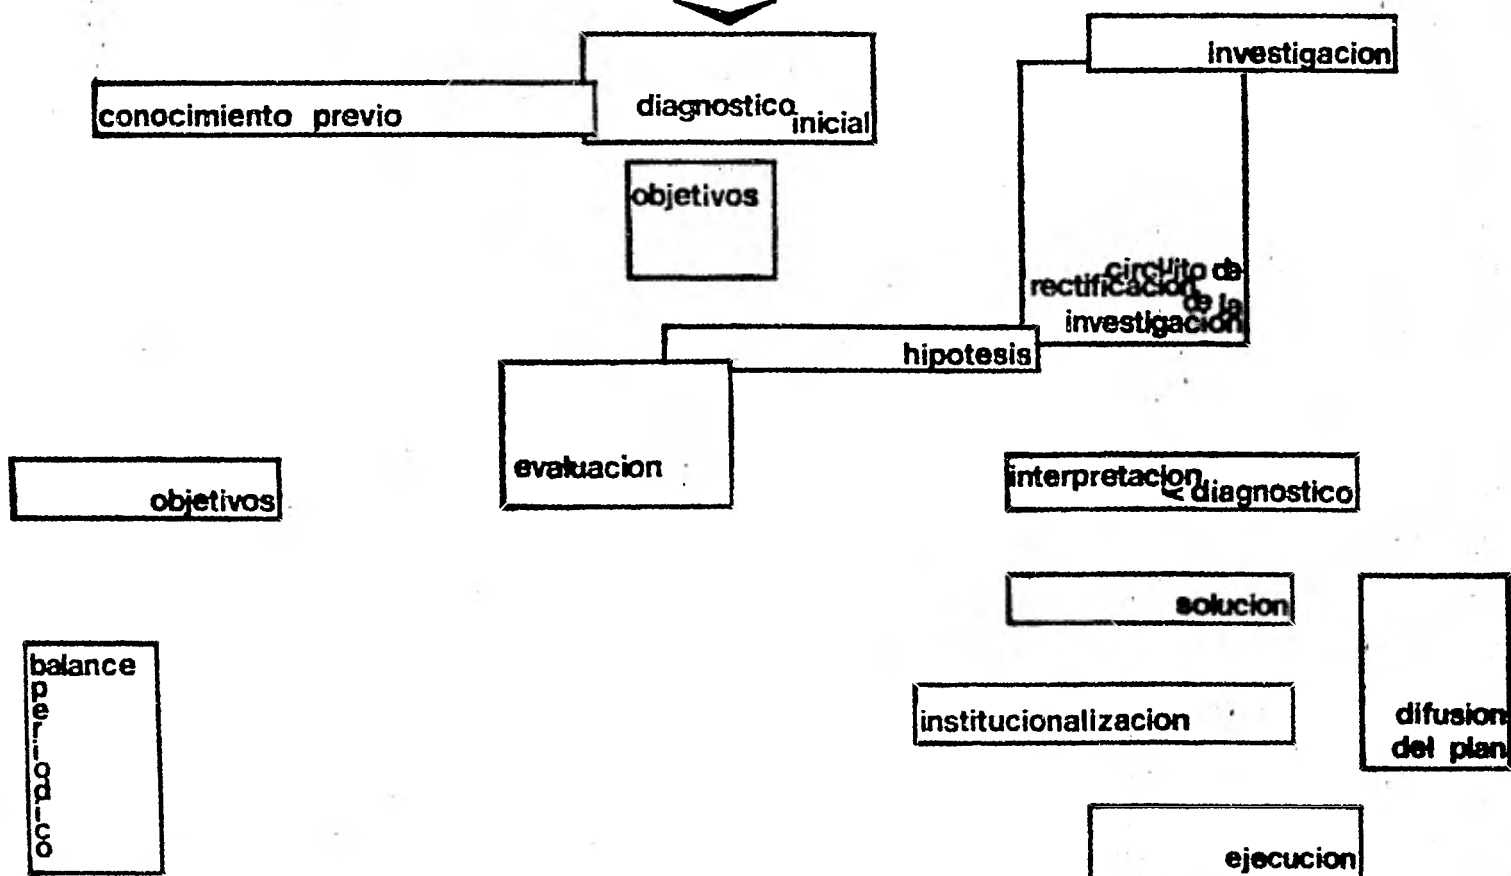 investigacion
conocimiento previo
diagnostico
inicial
objetivos
circuito de
rectificacion
de la
investigacion
hipotesis
evaluacion
objetivos
interpretacion
< diagnostico
solucion
balance
periodico
institucionalizacion
difusion
del plan
ejecucion